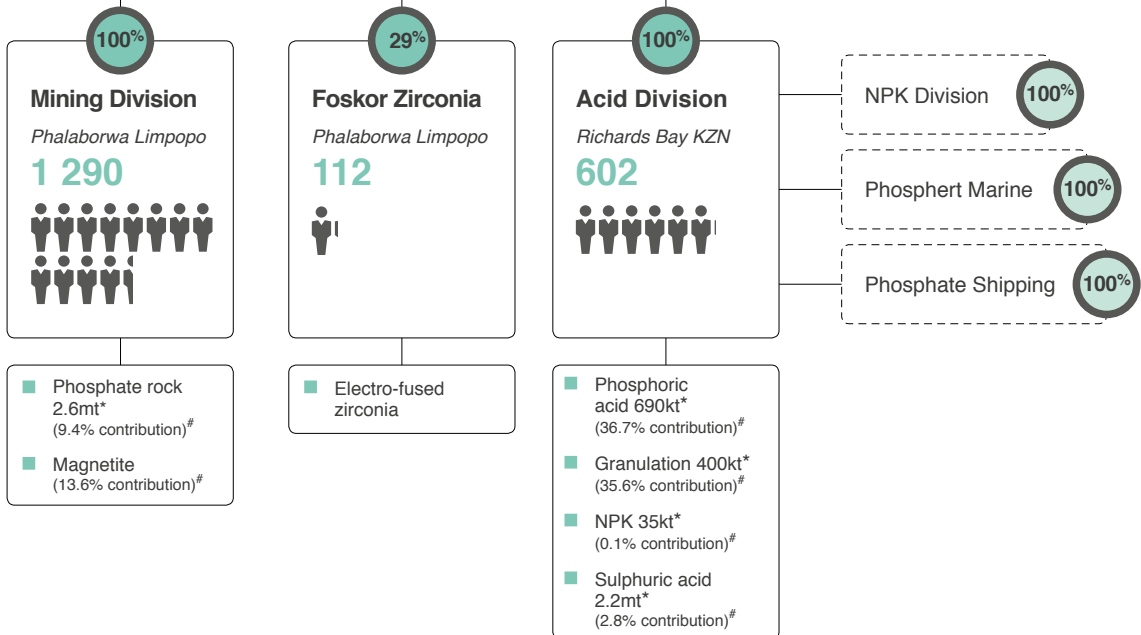 100%
Mining Division
Phalaborwa Limpopo
1 290
Phosphate rock
2.6mt*
(9.4% contribution)#
Magnetite
(13.6% contribution)#
29%
Foskor Zirconia
Phalaborwa Limpopo
112
Electro-fused
zirconia
100%
Acid Division
Richards Bay KZN
602
Phosphoric
acid 690kt*
(36.7% contribution)#
Granulation 400kt*
(35.6% contribution)#
NPK 35kt*
(0.1% contribution)#
Sulphuric acid
2.2mt*
(2.8% contribution)#
NPK Division 100%
Phosphert Marine 100%
Phosphate Shipping 100%